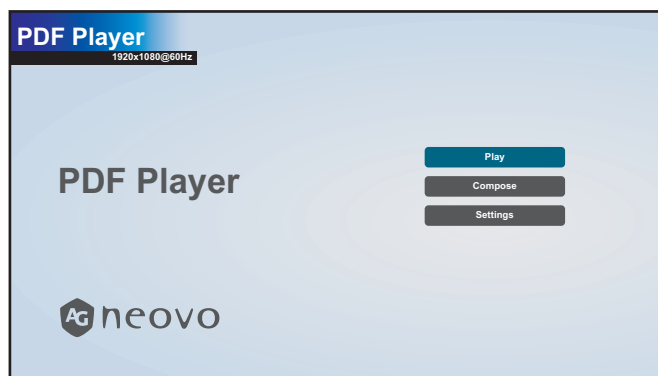 PDF Player
1920x1080@60Hz
PDF Player
Play
Compose
Settings
AG neovo